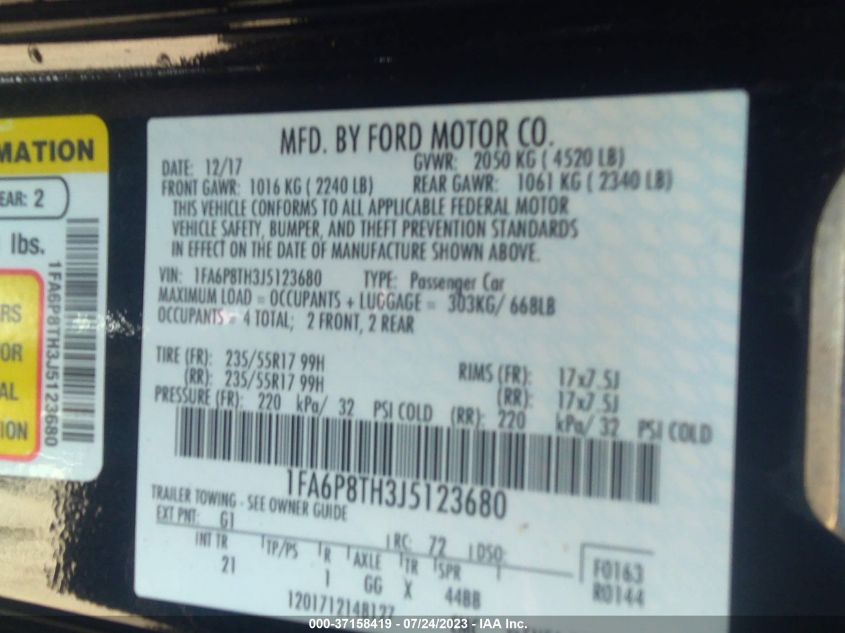 MATION
EAR: 2
lbs.
1FA6P8TH3J5123680
RS
OR
AL
ION
MFD. BY FORD MOTOR CO.
DATE: 12/17 GVWR: 2050 KG ( 4520 LB)
FRONT GAWR: 1016 KG ( 2240 LB) REAR GAWR: 1061 KG ( 2340 LB)
THIS VEHICLE CONFORMS TO ALL APPLICABLE FEDERAL MOTOR
VEHICLE SAFETY, BUMPER, AND THEFT PREVENTION STANDARDS
IN EFFECT ON THE DATE OF MANUFACTURE SHOWN ABOVE.
VIN: 1FA6P8TH3J5123680 TYPE: Passenger Car
MAXIMUM LOAD = OCCUPANTS + LUGGAGE = 303KG/ 668LB
OCCUPANTS = 4 TOTAL; 2 FRONT, 2 REAR
TIRE (FR): 235/55R17 99H RIMS (FR): 17x7.5J
(RR): 235/55R17 99H (RR): 17x7.5J
PRESSURE (FR): 220 kPa/ 32 PSI COLD (RR): 220 kPa/ 32 PSI COLD
1FA6P8TH3J5123680
TRAILER TOWING - SEE OWNER GUIDE
EXT PNT: G1 RC: 72 DSO:
INT TR TP/PS R AXLE TR SPR F0163
21 1 GG X 44BB R0144
120171214B127
000-37158419 - 07/24/2023 - IAA Inc.